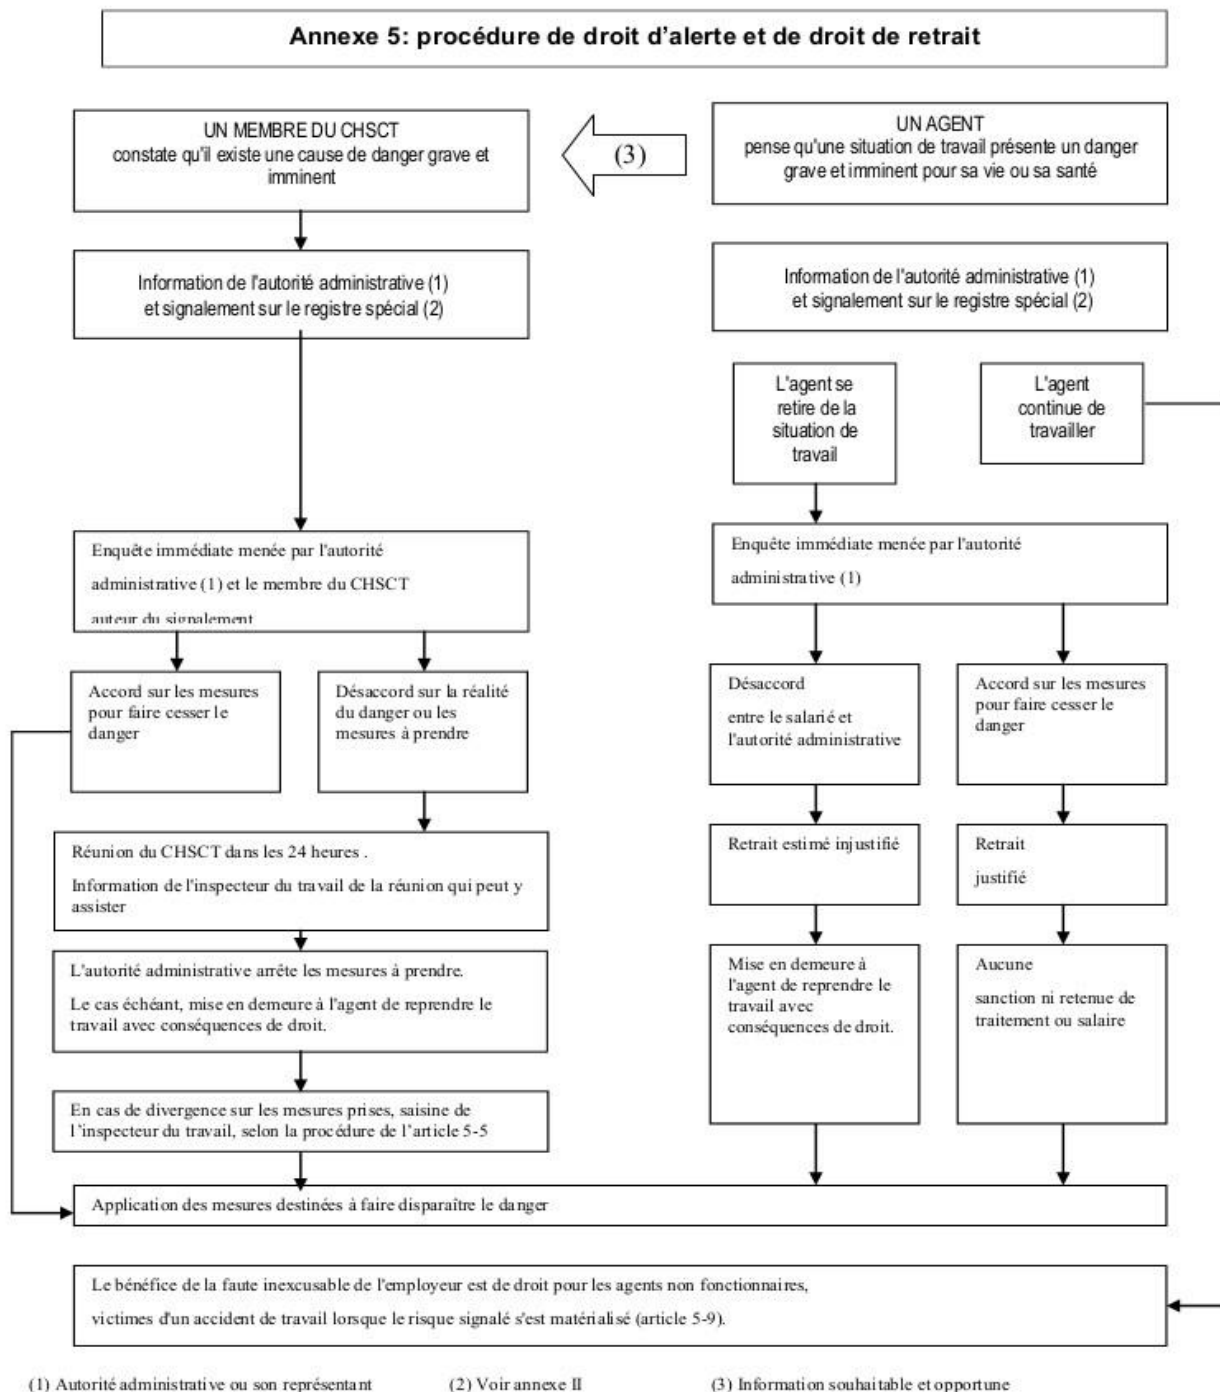 Annexe 5: procédure de droit d'alerte et de droit de retrait
UN MEMBRE DU CHSCT
constate qu'il existe une cause de danger grave et
imminent
(3)
UN AGENT
pense qu'une situation de travail présente un danger
grave et imminent pour sa vie ou sa santé
Information de l'autorité administrative (1)
et signalement sur le registre spécial (2)
Information de l'autorité administrative (1)
et signalement sur le registre spécial (2)
L'agent se
retire de la
situation de
travail
L'agent
continue de
travailler
Enquête immédiate menée par l'autorité
administrative (1) et le membre du CHSCT
auteur du signalement
Enquête immédiate menée par l'autorité
administrative (1)
Accord sur les mesures
pour faire cesser le
danger
Désaccord sur la réalité
du danger ou les
mesures à prendre
Désaccord
entre le salarié et
l'autorité administrative
Accord sur les mesures
pour faire cesser le
danger
Réunion du CHSCT dans les 24 heures .
Information de l'inspecteur du travail de la réunion qui peut y
assister
Retrait estimé injustifié
Retrait
justifié
L'autorité administrative arrête les mesures à prendre.
Le cas échéant, mise en demeure à l'agent de reprendre le
travail avec conséquences de droit.
Mise en demeure à
l'agent de reprendre le
travail avec
conséquences de droit.
Aucune
sanction ni retenue de
traitement ou salaire
En cas de divergence sur les mesures prises, saisine de
l'inspecteur du travail, selon la procédure de l'article 5-5
Application des mesures destinées à faire disparaître le danger
Le bénéfice de la faute inexcusable de l'employeur est de droit pour les agents non fonctionnaires,
victimes d'un accident de travail lorsque le risque signalé s'est matérialisé (article 5-9).
(1) Autorité administrative ou son représentant (2) Voir annexe II (3) Information souhaitable et opportune